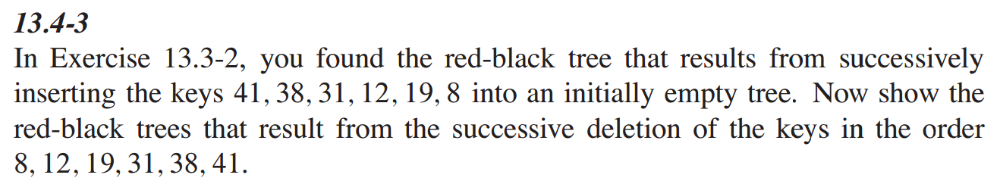 13.4-3
In Exercise 13.3-2, you found the red-black tree that results from successively
inserting the keys 41, 38, 31, 12, 19, 8 into an initially empty tree. Now show the
red-black trees that result from the successive deletion of the keys in the order
8, 12, 19, 31, 38, 41.